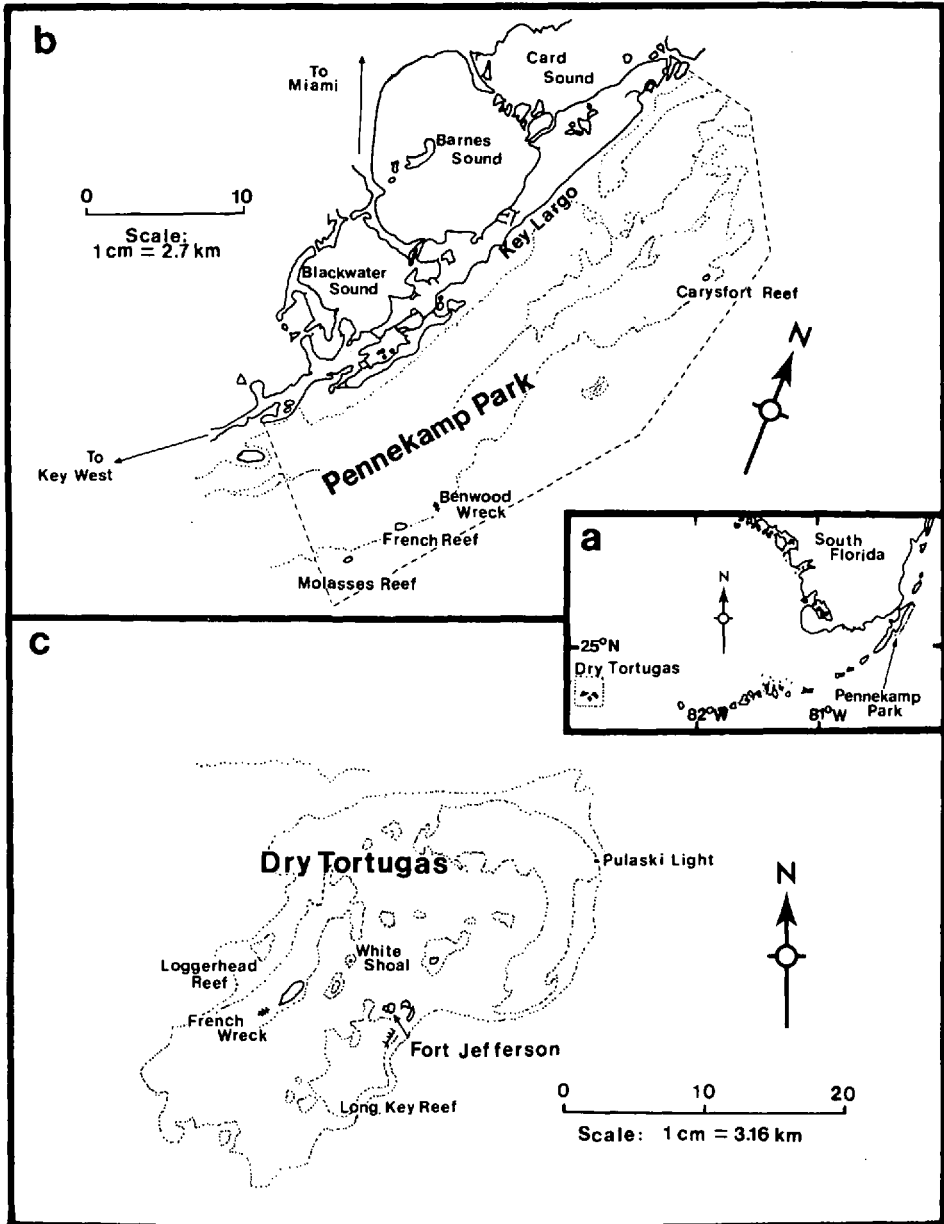 b
To
Miami
Card
Sound
Barnes
Sound
0 10
Scale:
1 cm = 2.7 km
Key Largo
Blackwater
Sound
Carysfort Reef
N
Pennekamp Park
To
Key West
Benwood
Wreck
French Reef
Molasses Reef
a
South
Florida
N
25°N
Dry Tortugas
Pennekamp
Park
82°W 81°W
c
Dry Tortugas
Pulaski Light
N
White
Shoal
Loggerhead
Reef
French
Wreck
Fort Jefferson
Long Key Reef
0 10 20
Scale: 1 cm = 3.16 km